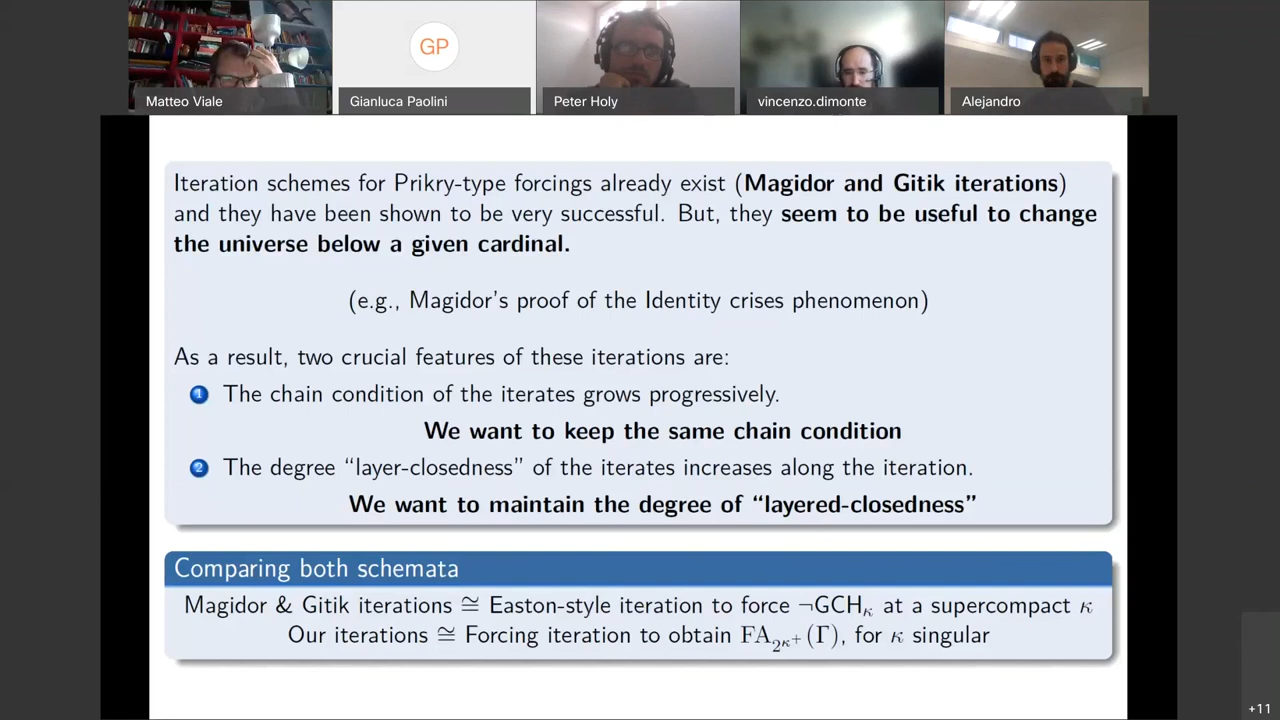 GP
Matteo Viale
Gianluca Paolini
Peter Holy
vincenzo.dimonte
Alejandro
Iteration schemes for Prikry-type forcings already exist (Magidor and Gitik iterations)
and they have been shown to be very successful. But, they seem to be useful to change
the universe below a given cardinal.
(e.g., Magidor's proof of the Identity crises phenomenon)
As a result, two crucial features of these iterations are:
1 The chain condition of the iterates grows progressively.
We want to keep the same chain condition
2 The degree “layer-closedness” of the iterates increases along the iteration.
We want to maintain the degree of “layered-closedness”
Comparing both schemata
Magidor & Gitik iterations ≅ Easton-style iteration to force ¬GCH_κ at a supercompact κ
Our iterations ≅ Forcing iteration to obtain FA_{2^{κ^+}}(Γ), for κ singular
+11